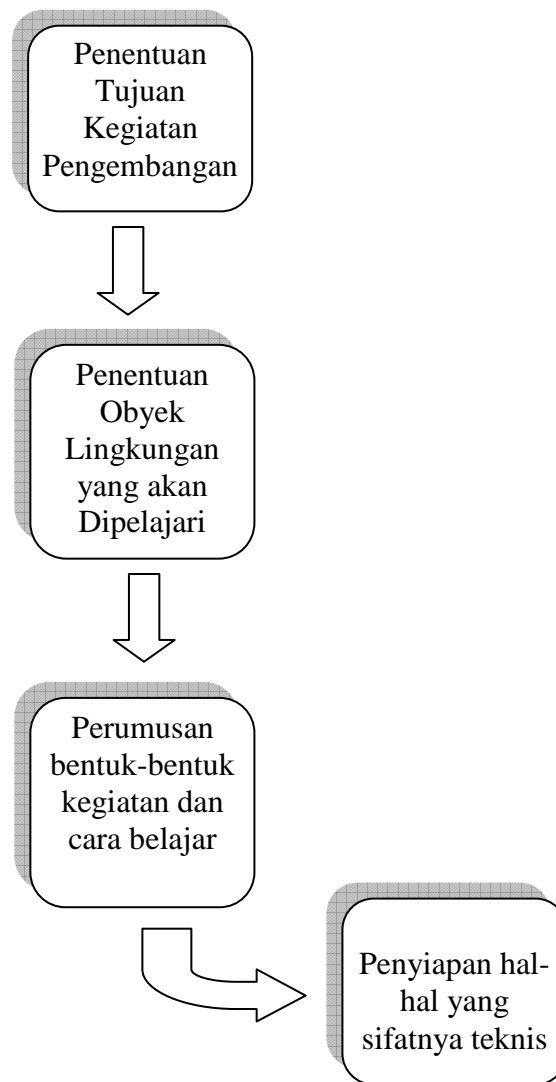 Penentuan
Tujuan
Kegiatan
Pengembangan
Penentuan
Obyek
Lingkungan
yang akan
Dipelajari
Perumusan
bentuk-bentuk
kegiatan dan
cara belajar
Penyiapan hal-
hal yang
sifatnya teknis